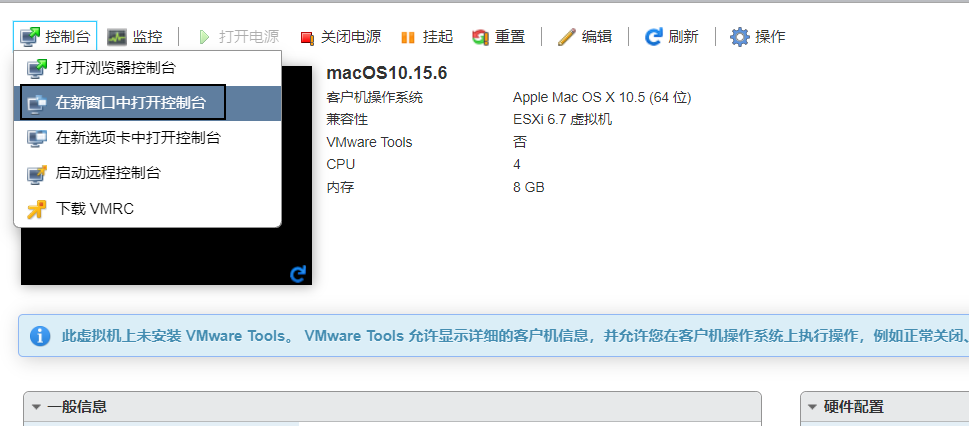 控制台 监控 打开电源 关闭电源 挂起 重置 编辑 刷新 操作
打开浏览器控制台
在新窗口中打开控制台
在新选项卡中打开控制台
启动远程控制台
下载 VMRC
macOS10.15.6
客户机操作系统 Apple Mac OS X 10.5 (64 位)
兼容性 ESXi 6.7 虚拟机
VMware Tools 否
CPU 4
内存 8 GB
此虚拟机上未安装 VMware Tools。 VMware Tools 允许显示详细的客户机信息，并允许您在客户机操作系统上执行操作，例如正常关闭、
一般信息 硬件配置